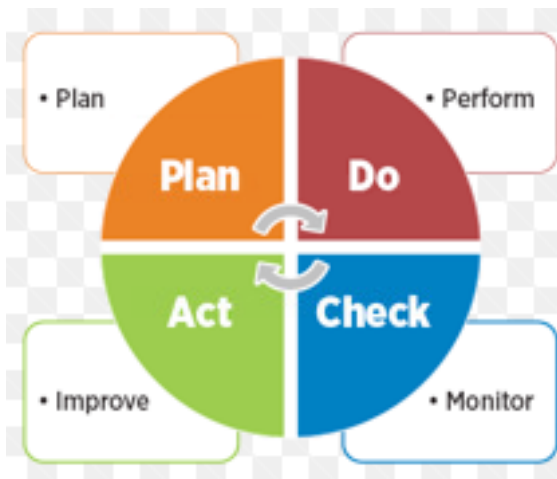 • Plan
• Perform
Plan
Do
Act
Check
• Improve
• Monitor